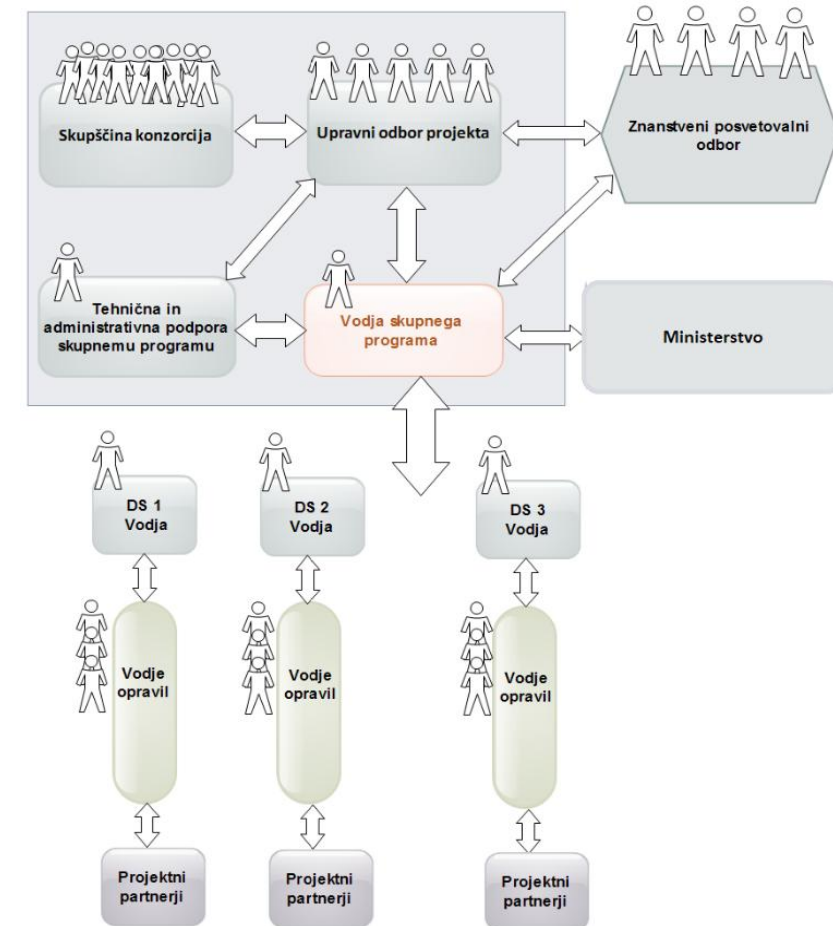 Skupščina konzorcija
Upravni odbor projekta
Znanstveni posvetovalni
odbor
Tehnična in
administrativna podpora
skupnemu programu
Vodja skupnega
programa
Ministerstvo
DS 1
Vodja
DS 2
Vodja
DS 3
Vodja
Vodje
opravil
Vodje
opravil
Vodje
opravil
Projektni
partnerji
Projektni
partnerji
Projektni
partnerji